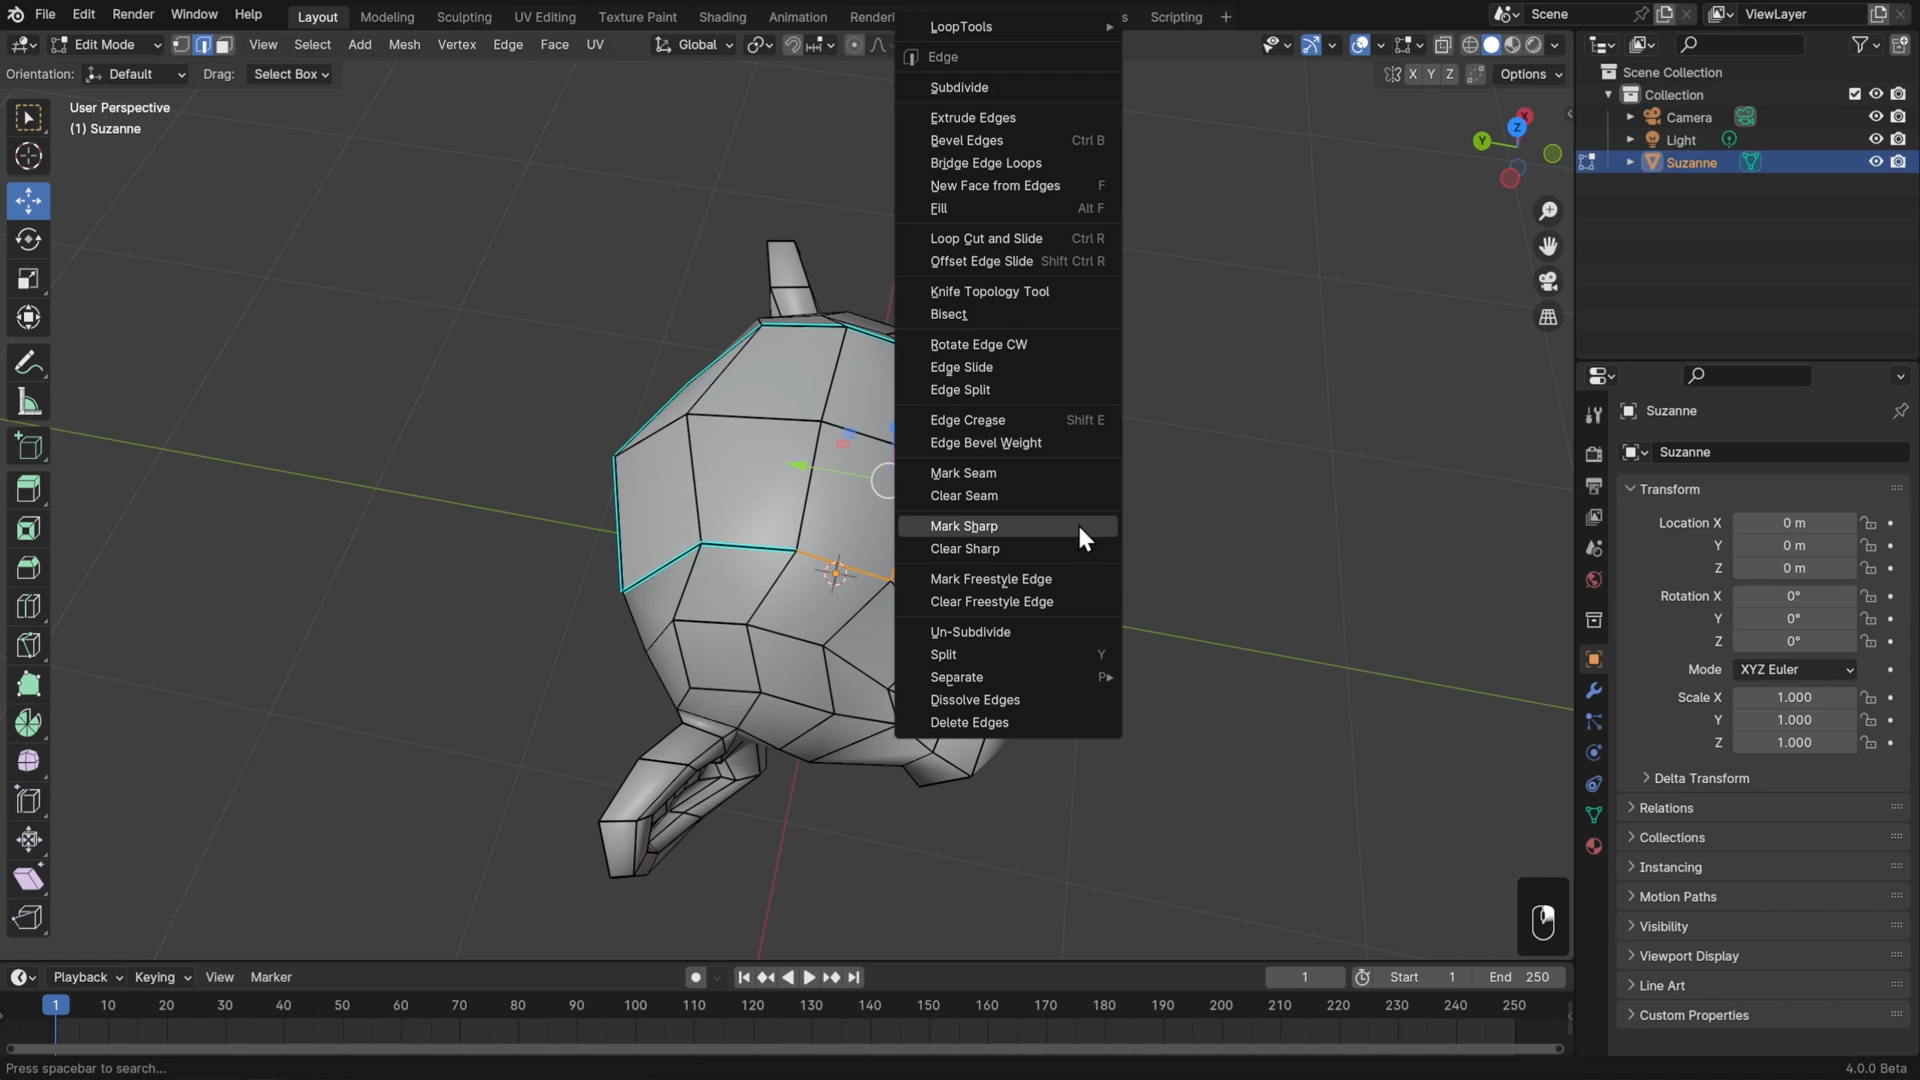 File Edit Render Window Help Layout Modeling Sculpting UV Editing Texture Paint Shading Animation Scripting + Scene ViewLayer
Edit Mode View Select Add Mesh Vertex Edge Face UV Global
Orientation: Default Drag: Select Box X Y Z Options
User Perspective
(1) Suzanne
Z
Y
LoopTools
Edge
Subdivide
Extrude Edges
Bevel Edges Ctrl B
Bridge Edge Loops
New Face from Edges F
Fill Alt F
Loop Cut and Slide Ctrl R
Offset Edge Slide Shift Ctrl R
Knife Topology Tool
Bisect
Rotate Edge CW
Edge Slide
Edge Split
Edge Crease Shift E
Edge Bevel Weight
Mark Seam
Clear Seam
Mark Sharp
Clear Sharp
Mark Freestyle Edge
Clear Freestyle Edge
Un-Subdivide
Split Y
Separate P
Dissolve Edges
Delete Edges
Scene Collection
Collection
Camera
Light
Suzanne
Suzanne
Suzanne
Transform
Location X 0 m
Y 0 m
Z 0 m
Rotation X 0°
Y 0°
Z 0°
Mode XYZ Euler
Scale X 1.000
Y 1.000
Z 1.000
Delta Transform
Relations
Collections
Instancing
Motion Paths
Visibility
Viewport Display
Line Art
Custom Properties
Playback Keying View Marker 1 Start 1 End 250
1 10 20 30 40 50 60 70 80 90 100 110 120 130 140 150 160 170 180 190 200 210 220 230 240 250
Press spacebar to search... 4.0.0 Beta